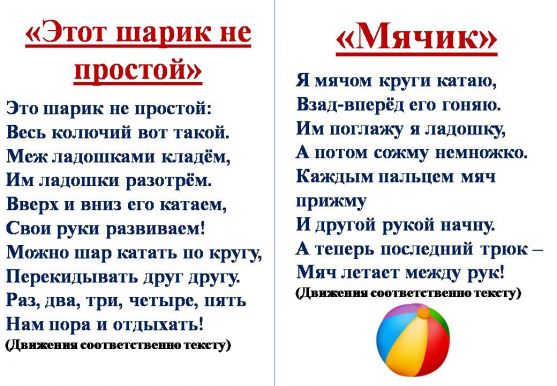 «Этот шарик не
простой»
Это шарик не простой:
Весь колючий вот такой.
Меж ладошками кладём,
Им ладошки разотрём.
Вверх и вниз его катаем,
Свои руки развиваем!
Можно шар катать по кругу,
Перекидывать друг другу.
Раз, два, три, четыре, пять
Нам пора и отдыхать!
(Движения соответственно тексту)
«Мячик»
Я мячом круги катаю,
Взад-вперёд его гоняю.
Им поглажу я ладошку,
А потом сожму немножко.
Каждым пальцем мяч
прижму
И другой рукой начну.
А теперь последний трюк –
Мяч летает между рук!
(Движения соответственно тексту)